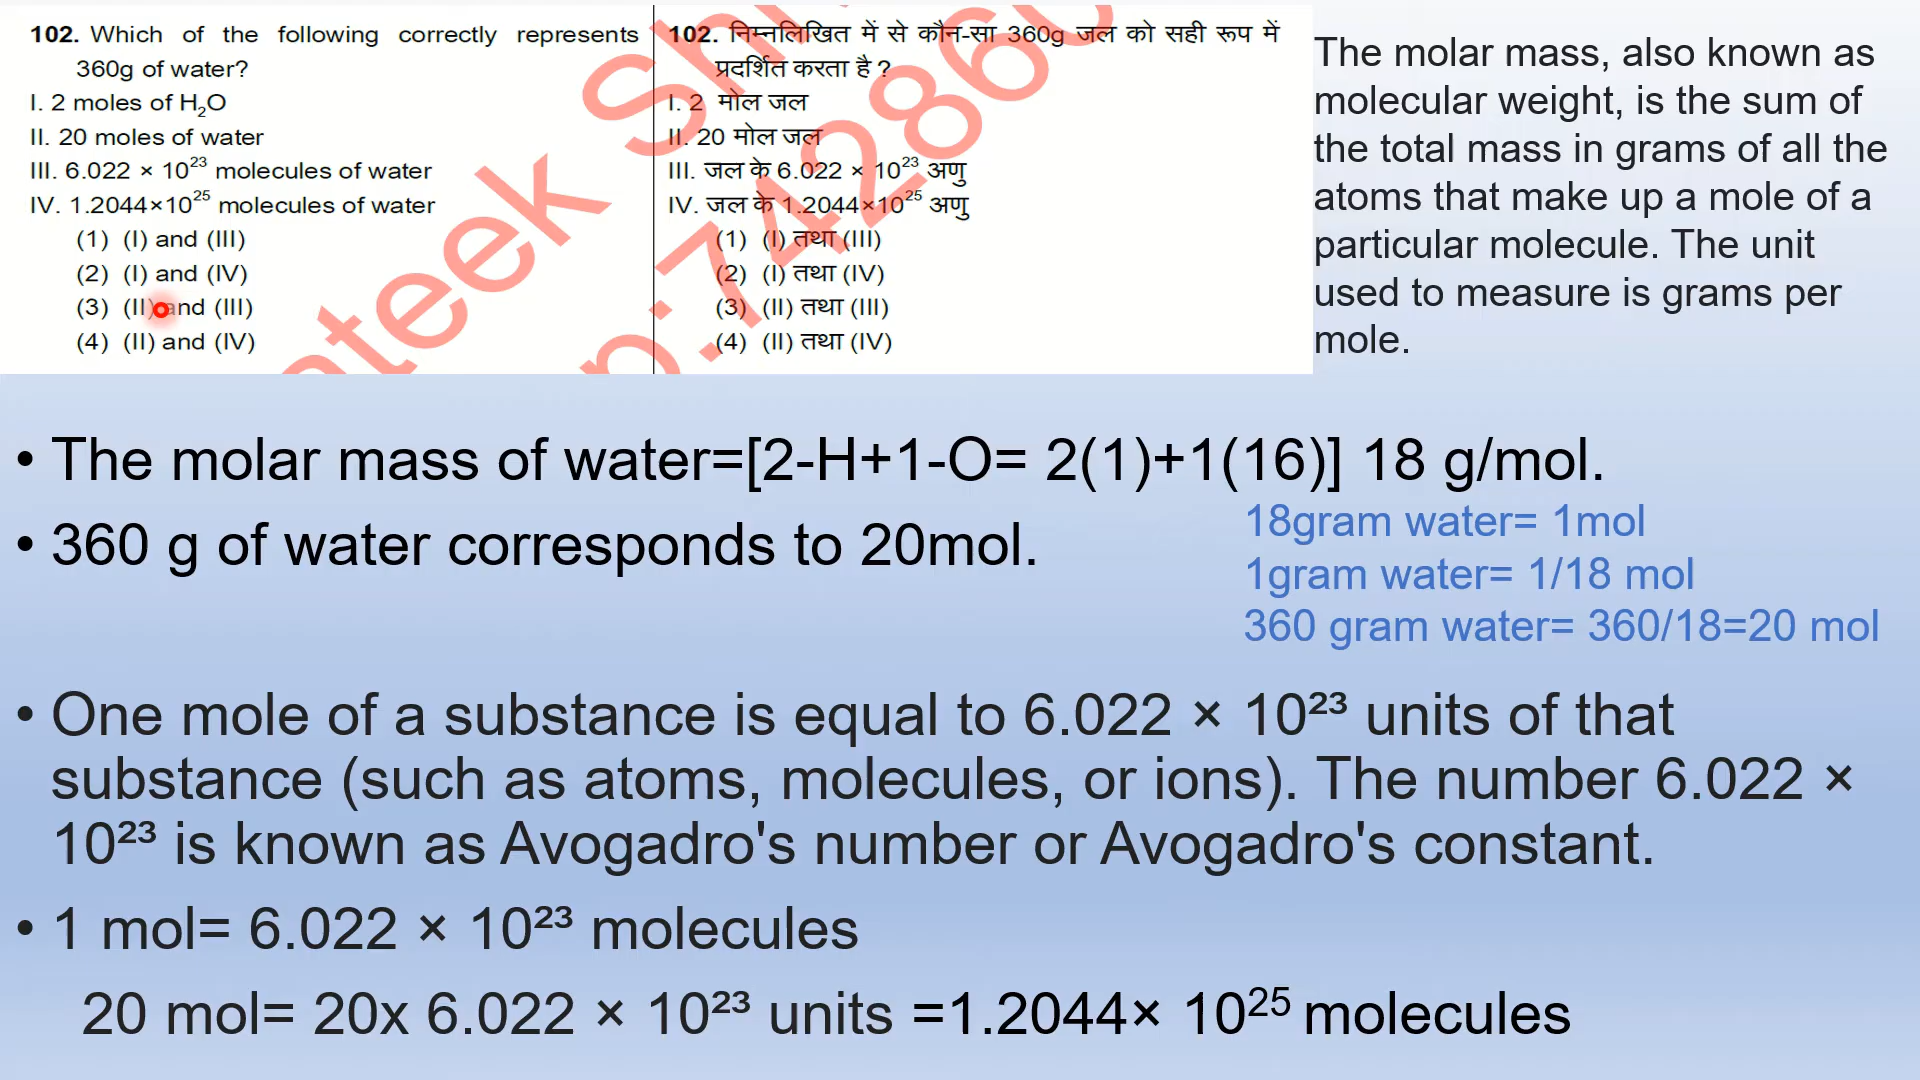 102. Which of the following correctly represents
360g of water?
I. 2 moles of H₂O
II. 20 moles of water
III. 6.022 × 10²³ molecules of water
IV. 1.2044×10²⁵ molecules of water
(1) (I) and (III)
(2) (I) and (IV)
(3) (II) and (III)
(4) (II) and (IV)
102. निम्नलिखित में से कौन-सा 360g जल को सही रूप में
प्रदर्शित करता है ?
I. 2 मोल जल
II. 20 मोल जल
III. जल के 6.022 × 10²³ अणु
IV. जल के 1.2044×10²⁵ अणु
(1) (I) तथा (III)
(2) (I) तथा (IV)
(3) (II) तथा (III)
(4) (II) तथा (IV)
The molar mass, also known as
molecular weight, is the sum of
the total mass in grams of all the
atoms that make up a mole of a
particular molecule. The unit
used to measure is grams per
mole.
• The molar mass of water=[2-H+1-O= 2(1)+1(16)] 18 g/mol.
• 360 g of water corresponds to 20mol.
18gram water= 1mol
1gram water= 1/18 mol
360 gram water= 360/18=20 mol
• One mole of a substance is equal to 6.022 × 10²³ units of that
substance (such as atoms, molecules, or ions). The number 6.022 ×
10²³ is known as Avogadro's number or Avogadro's constant.
• 1 mol= 6.022 × 10²³ molecules
20 mol= 20x 6.022 × 10²³ units =1.2044× 10²⁵ molecules